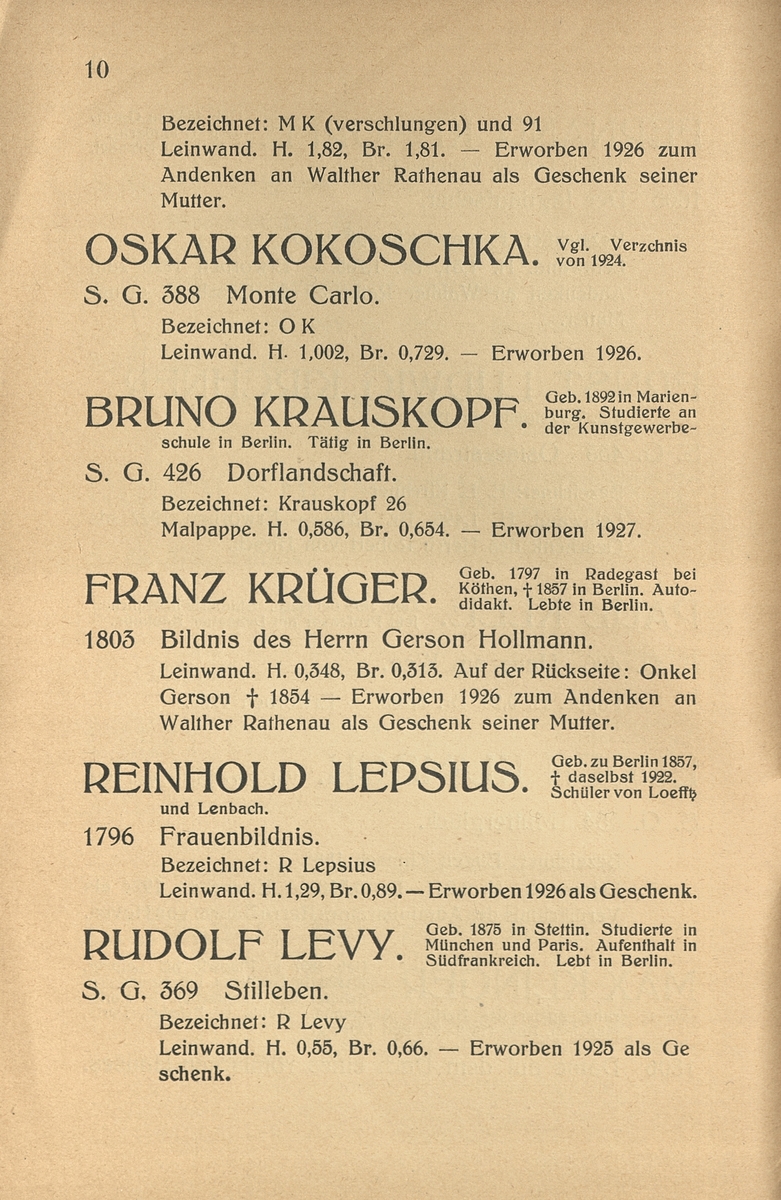 10
Bezeichnet: M K (verschlungen) und 91
Leinwand. H. 1,82, Br. 1,81. — Erworben 1926 zum
Andenken an Walther Rathenau als Geschenk seiner
Mutter.
OSKAR KOKOSCHKA. Vgl. Verzchnis
von 1924.
S. G. 388 Monte Carlo.
Bezeichnet: O K
Leinwand. H. 1,002, Br. 0,729. — Erworben 1926.
BRUNO KRAUSKOPF. Geb. 1892 in Marien-
burg. Studierte an
der Kunstgewerbe-
schule in Berlin. Tätig in Berlin.
S. G. 426 Dorflandschaft.
Bezeichnet: Krauskopf 26
Malpappe. H. 0,586, Br. 0,654. — Erworben 1927.
FRANZ KRÜGER. Geb. 1797 in Radegast bei
Köthen, † 1857 in Berlin. Auto-
didakt. Lebte in Berlin.
1803 Bildnis des Herrn Gerson Hollmann.
Leinwand. H. 0,348, Br. 0,313. Auf der Rückseite: Onkel
Gerson † 1854 — Erworben 1926 zum Andenken an
Walther Rathenau als Geschenk seiner Mutter.
REINHOLD LEPSIUS. Geb. zu Berlin 1857,
† daselbst 1922.
Schüler von Loefftz
und Lenbach.
1796 Frauenbildnis.
Bezeichnet: R Lepsius
Leinwand. H. 1,29, Br. 0,89. — Erworben 1926 als Geschenk.
RUDOLF LEVY. Geb. 1875 in Stettin. Studierte in
München und Paris. Aufenthalt in
Südfrankreich. Lebt in Berlin.
S. G. 369 Stilleben.
Bezeichnet: R Levy
Leinwand. H. 0,55, Br. 0,66. — Erworben 1925 als Ge
schenk.